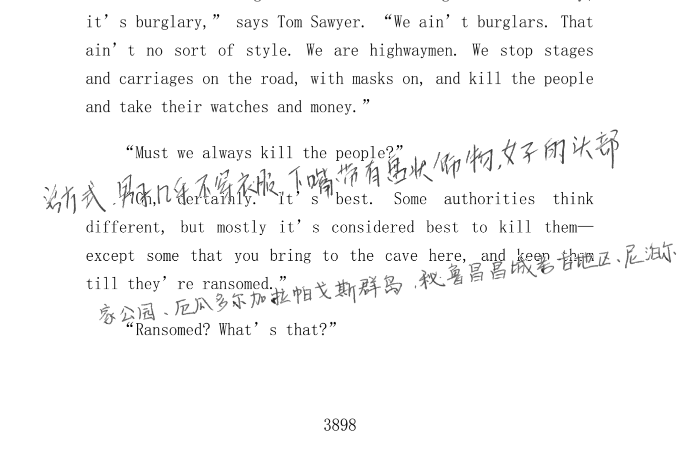 it's burglary,” says Tom Sawyer. “We ain't burglars. That
ain't no sort of style. We are highwaymen. We stop stages
and carriages on the road, with masks on, and kill the people
and take their watches and money.”
“Must we always kill the people?”
方式.男子几乎不穿衣服,下嘴带有盘状饰物,女子的头部
“Oh, certainly. It's best. Some authorities think
different, but mostly it's considered best to kill them—
except some that you bring to the cave here, and keep them
till they're ransomed.”
家公园、厄瓜多尔加拉帕戈斯群岛、秘鲁昌昌城考古地区、尼泊尔
“Ransomed? What's that?”
3898